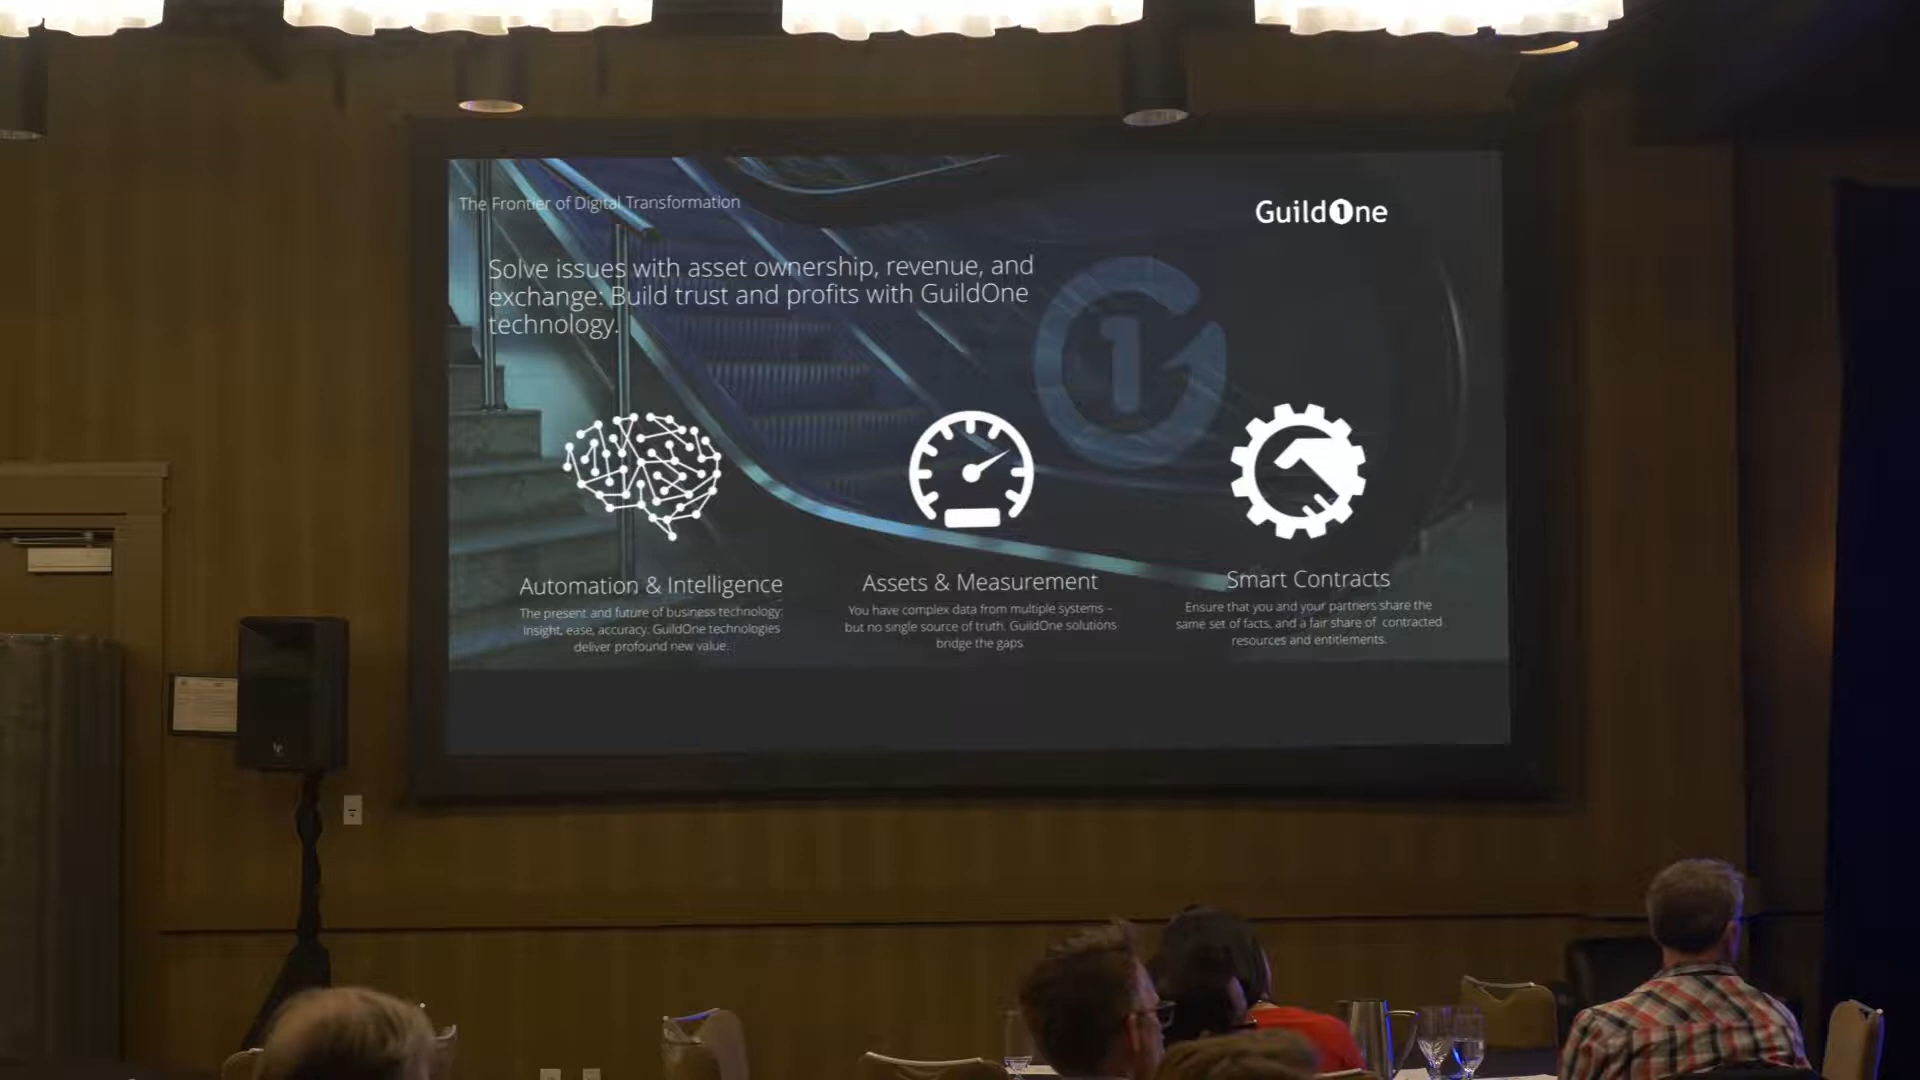 The Frontier of Digital Transformation
Guild1ne
Solve issues with asset ownership, revenue, and
exchange: Build trust and profits with GuildOne
technology.
1
Automation & Intelligence
The present and future of business technology:
insight, ease, accuracy. GuildOne technologies
deliver profound new value.
Assets & Measurement
You have complex data from multiple systems –
but no single source of truth. GuildOne solutions
bridge the gaps.
Smart Contracts
Ensure that you and your partners share the
same set of facts, and a fair share of contracted
resources and entitlements.